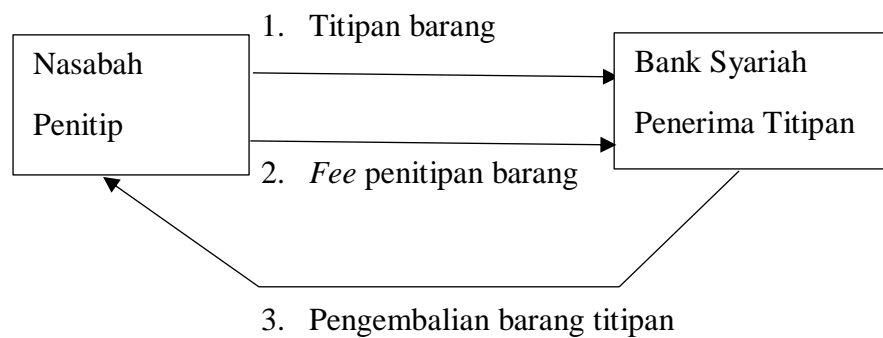 1. Titipan barang
Nasabah
Penitip
Bank Syariah
Penerima Titipan
2. Fee penitipan barang
3. Pengembalian barang titipan